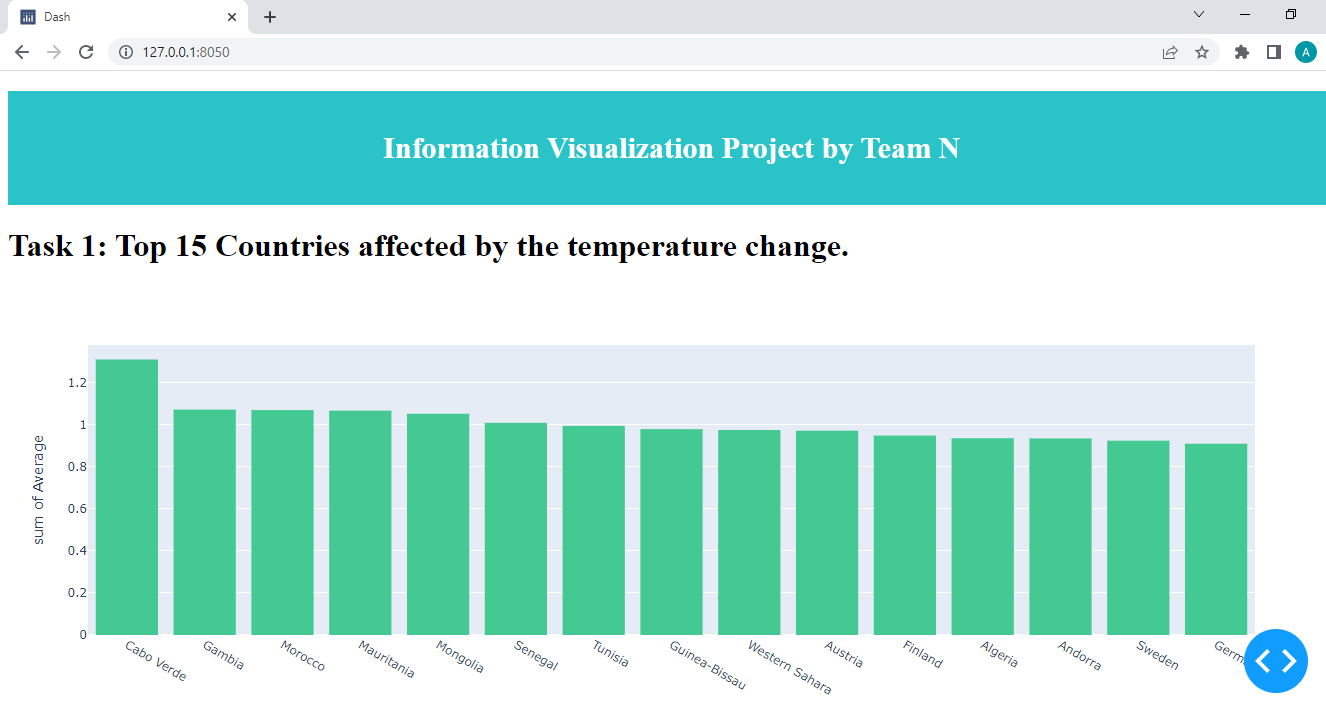 Dash
127.0.0.1:8050
A
Information Visualization Project by Team N
Task 1: Top 15 Countries affected by the temperature change.
sum of Average
1.2
1
0.8
0.6
0.4
0.2
0
Cabo Verde
Gambia
Morocco
Mauritania
Mongolia
Senegal
Tunisia
Guinea-Bissau
Western Sahara
Austria
Finland
Algeria
Andorra
Sweden